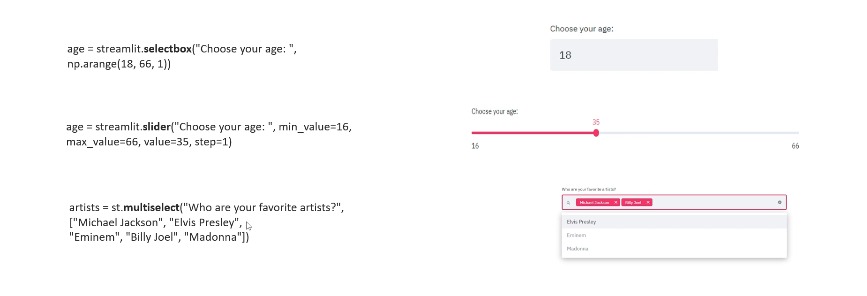 Choose your age:
age = streamlit.selectbox("Choose your age: ",
np.arange(18, 66, 1))
18
Choose your age:
age = streamlit.slider("Choose your age: ", min_value=16,
max_value=66, value=35, step=1)
35
16
66
Who are your favorite artists?
artists = st.multiselect("Who are your favorite artists?",
["Michael Jackson", "Elvis Presley",
"Eminem", "Billy Joel", "Madonna"])
Michael Jackson × Billy Joel ×
Elvis Presley
Eminem
Madonna